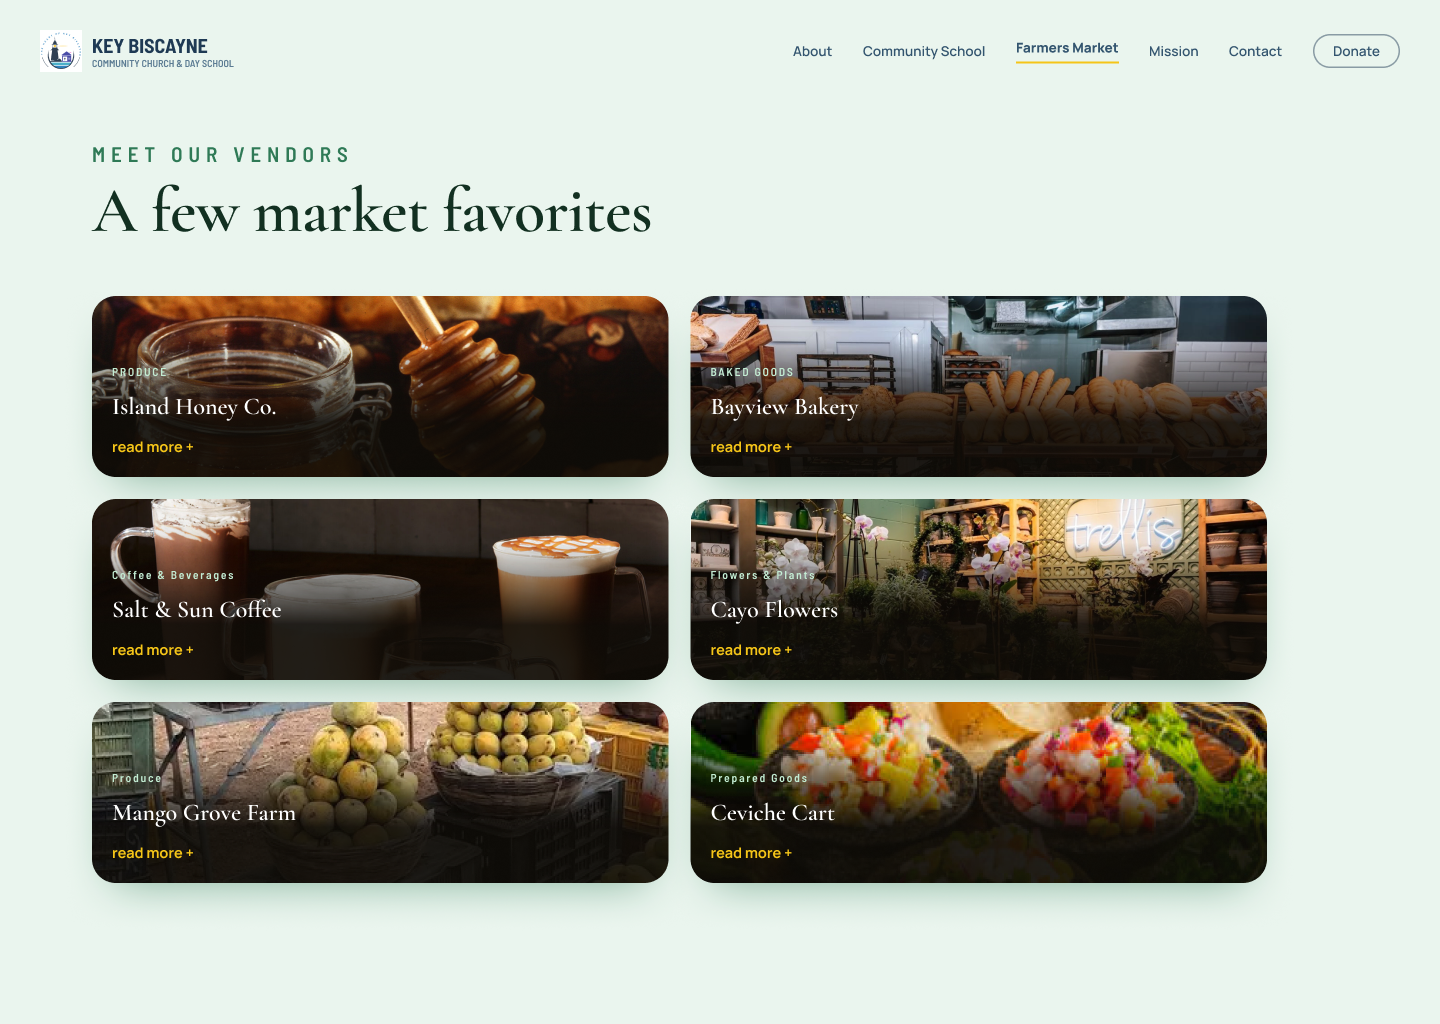 KEY BISCAYNE
COMMUNITY CHURCH & DAY SCHOOL
About
Community School
Farmers Market
Mission
Contact
Donate
MEET OUR VENDORS
A few market favorites
PRODUCE
Island Honey Co.
read more +
BAKED GOODS
Bayview Bakery
read more +
Coffee & Beverages
Salt & Sun Coffee
read more +
trellis
Flowers & Plants
Cayo Flowers
read more +
Produce
Mango Grove Farm
read more +
Prepared Goods
Ceviche Cart
read more +